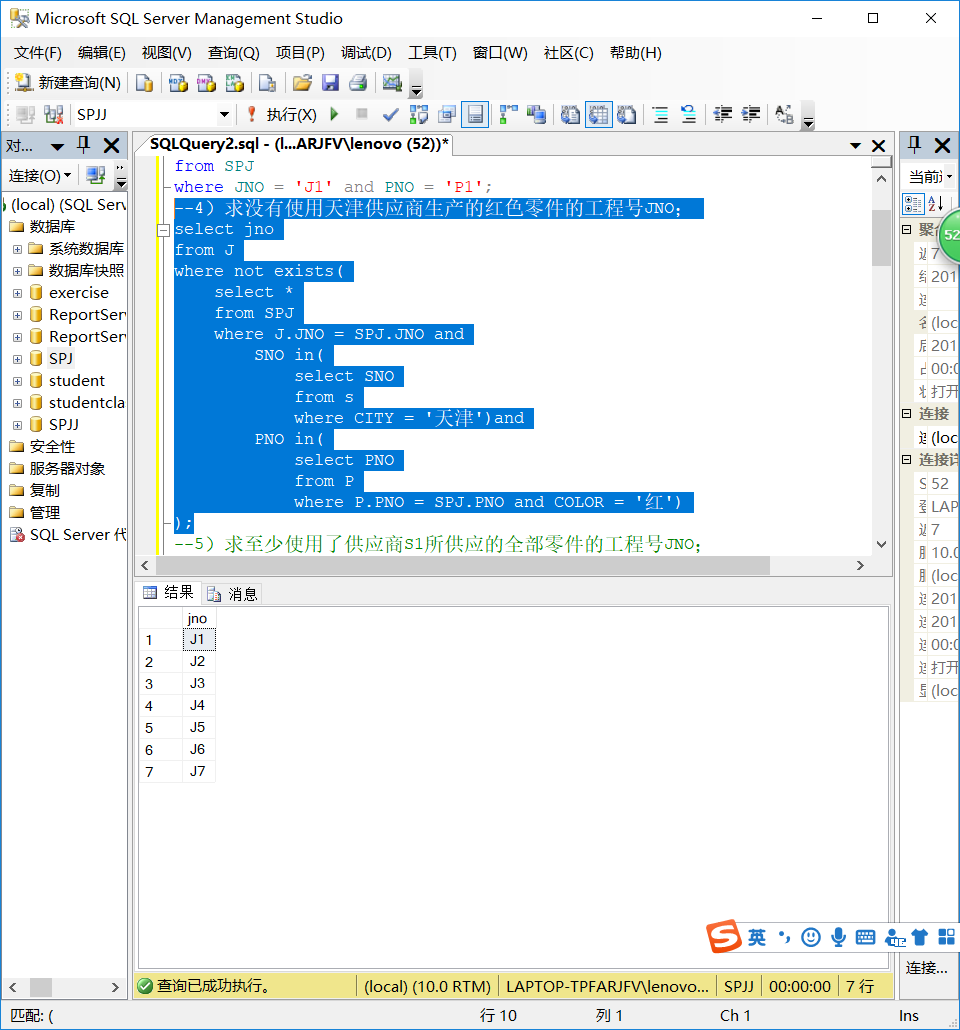 Microsoft SQL Server Management Studio
文件(F) 编辑(E) 视图(V) 查询(Q) 项目(P) 调试(D) 工具(T) 窗口(W) 社区(C) 帮助(H)
新建查询(N)
SPJ 执行(X)
对...
连接(O)
(local) (SQL Serv
数据库
系统数据库
数据库快照
exercise
ReportServ
ReportServ
SPJ
student
studentcla
SPJJ
安全性
服务器对象
复制
管理
SQL Server 代
SQLQuery2.sql - (l...ARJFV\lenovo (52))*
from SPJ
where JNO = 'J1' and PNO = 'P1';
--4）求没有使用天津供应商生产的红色零件的工程号JNO;
select jno
from J
where not exists(
select *
from SPJ
where J.JNO = SPJ.JNO and
SNO in(
select SNO
from s
where CITY = '天津')and
PNO in(
select PNO
from P
where P.PNO = SPJ.PNO and COLOR = '红')
);
--5）求至少使用了供应商S1所供应的全部零件的工程号JNO;
结果 消息
jno
1 J1
2 J2
3 J3
4 J4
5 J5
6 J6
7 J7
查询已成功执行。 (local) (10.0 RTM) LAPTOP-TPFARJFV\lenovo... SPJJ 00:00:00 7 行
当前
52
7
201
(loc
201
00:0
打开
连接
(loc
连接详
52
LAP
7
10.0
(loc
201
201
00:0
打开
(loc
英
连接...
匹配: ( 行 10 列 1 Ch 1 Ins